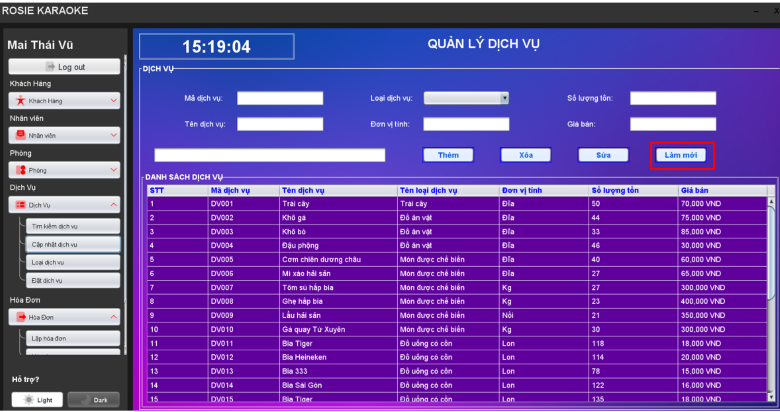 ROSIE KARAOKE
Mai Thái Vũ
Log out
Khách Hàng
Khách Hàng
Nhân viên
Nhân viên
Phòng
Phòng
Dịch Vụ
Dịch Vụ
Tìm kiếm dịch vụ
Cập nhật dịch vụ
Loại dịch vụ
Đặt dịch vụ
Hóa Đơn
Hóa Đơn
Lập hóa đơn
Hỗ trợ?
Light Dark
15:19:04 QUẢN LÝ DỊCH VỤ
DỊCH VỤ
Mã dịch vụ: Loại dịch vụ: Số lượng tồn:
Tên dịch vụ: Đơn vị tính: Giá bán:
Thêm Xóa Sửa Làm mới
DANH SÁCH DỊCH VỤ
STT Mã dịch vụ Tên dịch vụ Tên loại dịch vụ Đơn vị tính Số lượng tồn Giá bán
1 DV001 Trái cây Trái cây Đĩa 50 70,000 VND
2 DV002 Khô gà Đồ ăn vặt Đĩa 44 75,000 VND
3 DV003 Khô bò Đồ ăn vặt Đĩa 33 85,000 VND
4 DV004 Đậu phộng Đồ ăn vặt Đĩa 46 30,000 VND
5 DV005 Cơm chiên dương châu Món được chế biến Đĩa 40 60,000 VND
6 DV006 Mì xào hải sản Món được chế biến Đĩa 27 65,000 VND
7 DV007 Tôm sú hấp bia Món được chế biến Kg 27 300,000 VND
8 DV008 Ghẹ hấp bia Món được chế biến Kg 23 400,000 VND
9 DV009 Lẩu hải sản Món được chế biến Nồi 21 350,000 VND
10 DV010 Gà quay Tứ Xuyên Món được chế biến Kg 30 300,000 VND
11 DV011 Bia Tiger Đồ uống có cồn Lon 118 18,000 VND
12 DV012 Bia Heineken Đồ uống có cồn Lon 114 20,000 VND
13 DV013 Bia 333 Đồ uống có cồn Lon 78 15,000 VND
14 DV014 Bia Sài Gòn Đồ uống có cồn Lon 122 16,000 VND
15 DV015 Bia Tiger Đồ uống có cồn Lon 135 18,000 VND